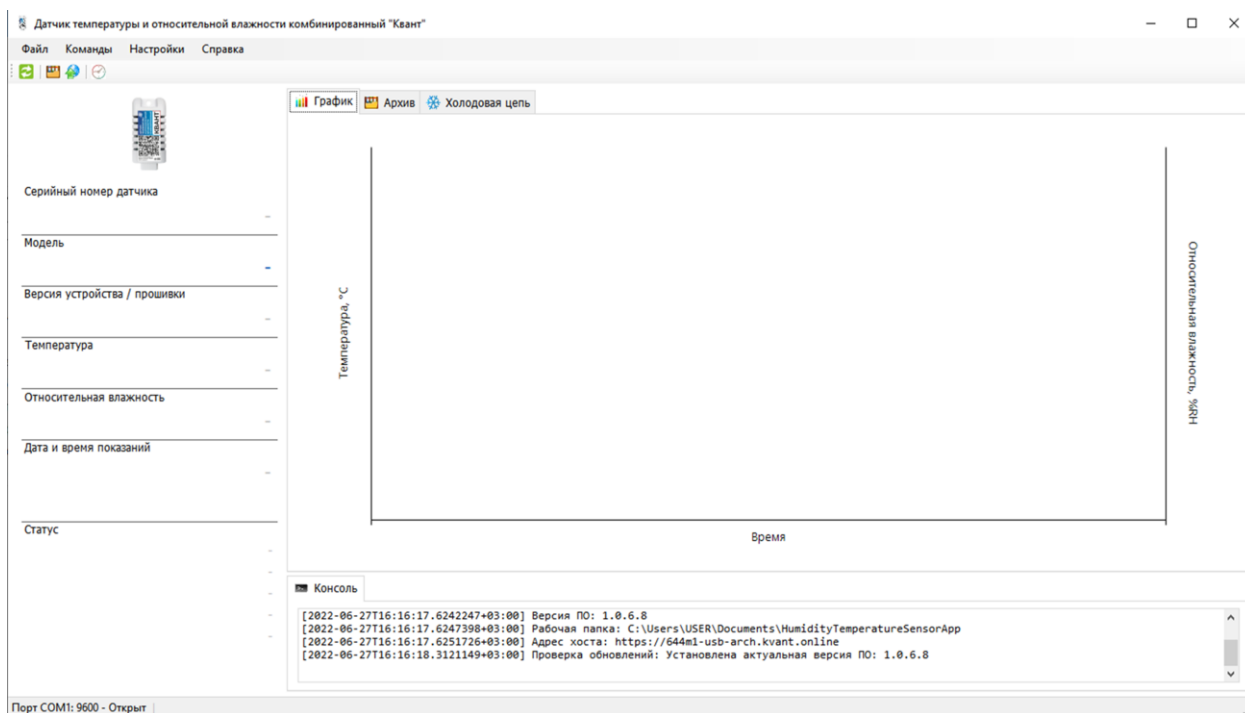 Датчик температуры и относительной влажности комбинированный "Квант"
Файл Команды Настройки Справка
График Архив Холодовая цепь
КВАНТ
Серийный номер датчика
-
Модель
-
Версия устройства / прошивки
-
Температура
-
Относительная влажность
-
Дата и время показаний
-
Статус
-
-
-
-
-
Температура, °C
Относительная влажность, %RH
Время
Консоль
[2022-06-27T16:16:17.6242247+03:00] Версия ПО: 1.0.6.8
[2022-06-27T16:16:17.6247398+03:00] Рабочая папка: C:\Users\USER\Documents\HumidityTemperatureSensorApp
[2022-06-27T16:16:17.6251726+03:00] Адрес хоста: https://644m1-usb-arch.kvant.online
[2022-06-27T16:16:18.3121149+03:00] Проверка обновлений: Установлена актуальная версия ПО: 1.0.6.8
Порт COM1: 9600 - Открыт